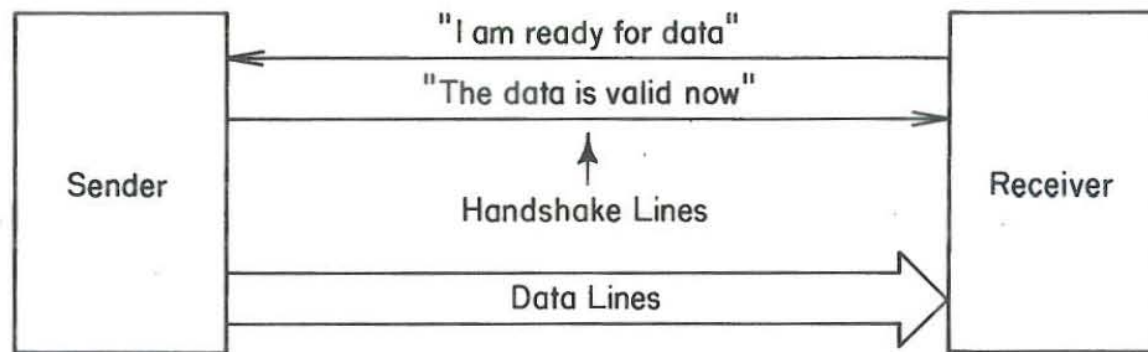 "I am ready for data"
"The data is valid now"
Sender
Handshake Lines
Receiver
Data Lines